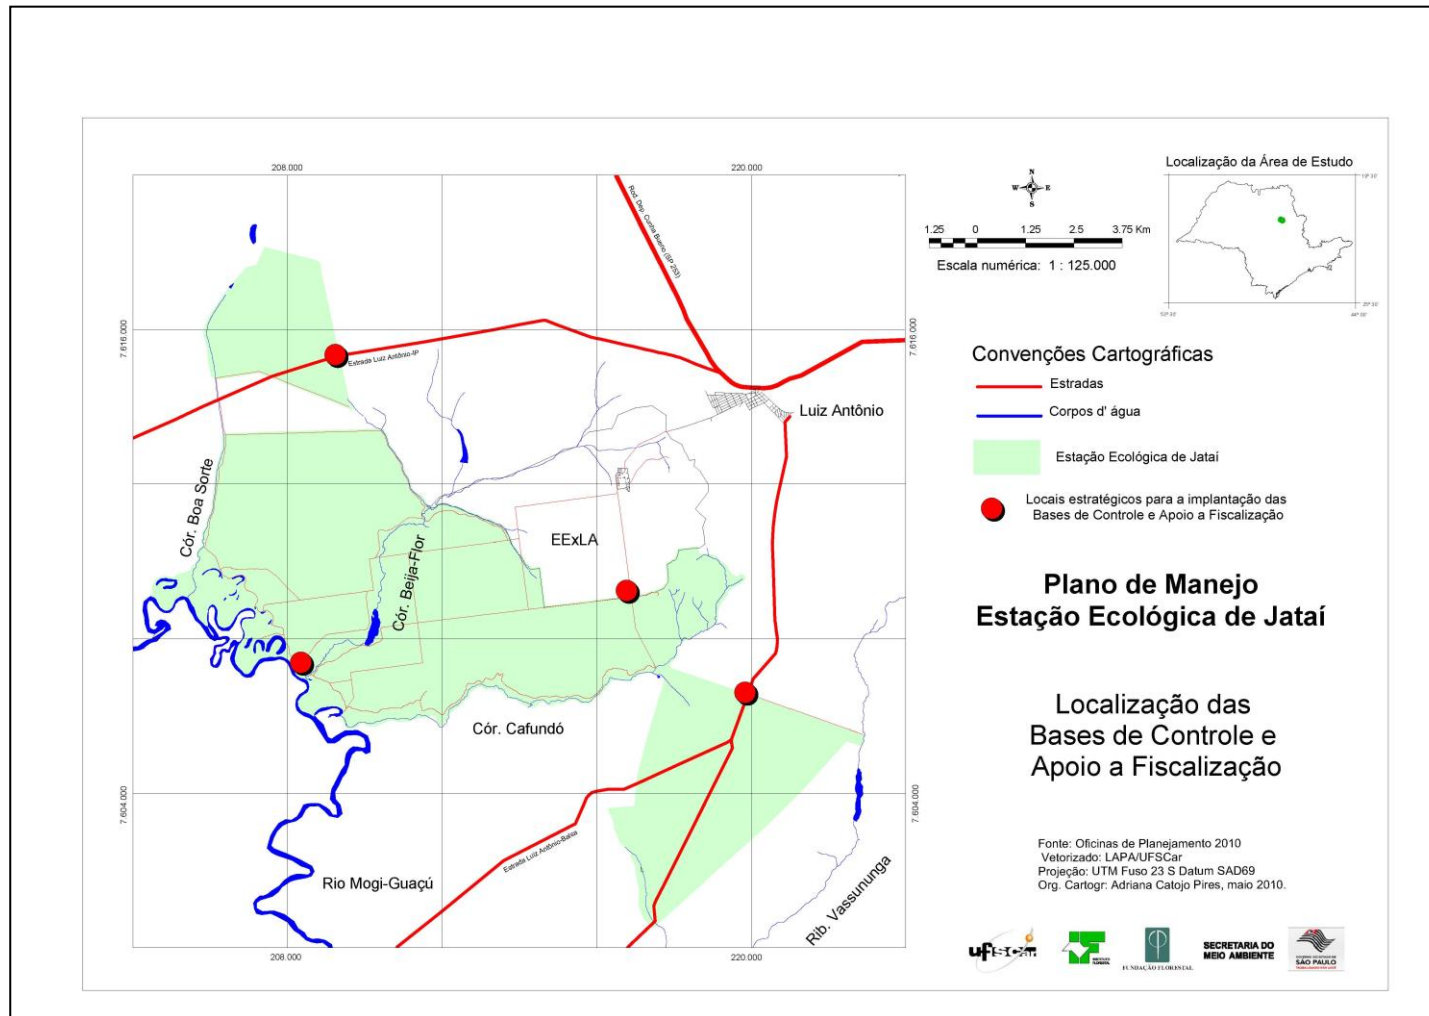 208.000
220.000
7.616.000
7.616.000
Rod. Dep. Cunha Bueno (SP 253)
Estrada Luiz Antônio-IP
Luiz Antônio
Cór. Boa Sorte
Cór. Beija-Flor
EExLA
Cór. Cafundó
7.604.000
7.604.000
Estrada Luiz Antônio-Balsa
Rio Mogi-Guaçú
Rib. Vassununga
208.000
220.000
N
W E
S
1.25 0 1.25 2.5 3.75 Km
Escala numérica: 1 : 125.000
Localização da Área de Estudo
Convenções Cartográficas
Estradas
Corpos d' água
Estação Ecológica de Jataí
Locais estratégicos para a implantação das
Bases de Controle e Apoio a Fiscalização
Plano de Manejo
Estação Ecológica de Jataí
Localização das
Bases de Controle e
Apoio a Fiscalização
Fonte: Oficinas de Planejamento 2010
Vetorizado: LAPA/UFSCar
Projeção: UTM Fuso 23 S Datum SAD69
Org. Cartogr: Adriana Catojo Pires, maio 2010.
ufscar
INSTITUTO FLORESTAL
FUNDAÇÃO FLORESTAL
SECRETARIA DO
MEIO AMBIENTE
SÃO PAULO